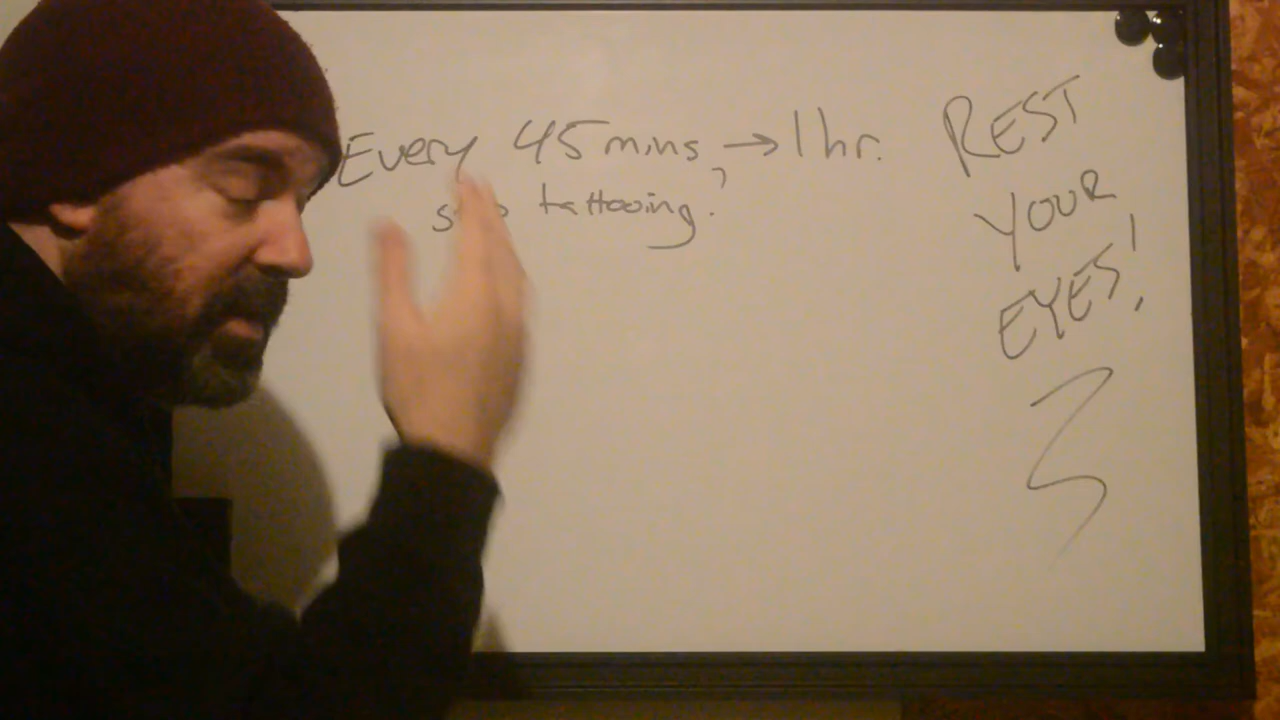 Every 45 mins, → 1 hr.
tattooing.
REST
YOUR
EYES!